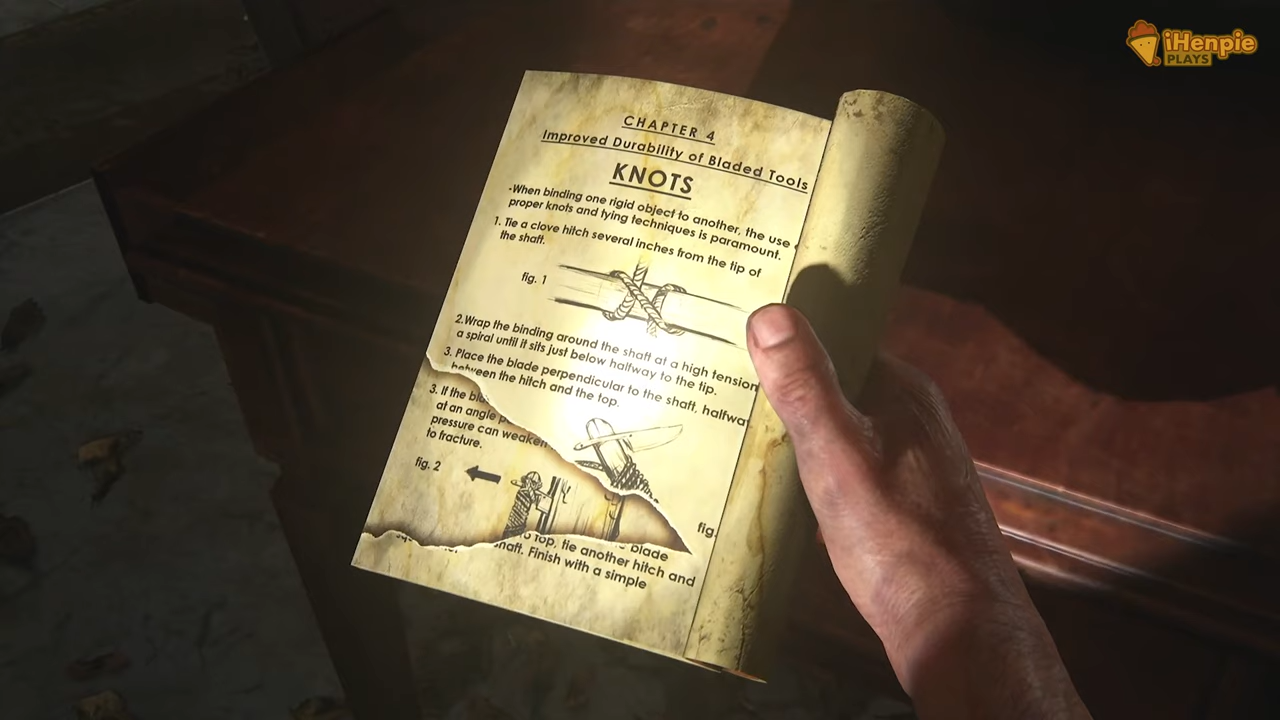 iHenpie
PLAYS
CHAPTER 4
Improved Durability of Bladed Tools
KNOTS
-When binding one rigid object to another, the use
proper knots and tying techniques is paramount.
1. Tie a clove hitch several inches from the tip of
the shaft.
fig. 1
2.Wrap the binding around the shaft at a high tension
a spiral until it sits just below halfway to the tip.
3. Place the blade perpendicular to the shaft, halfway
between the hitch and the top.
3. If the
at an angle
pressure can weaken
to fracture.
fig. 2
fig.
top, tie another hitch and
blade
Finish with a simple